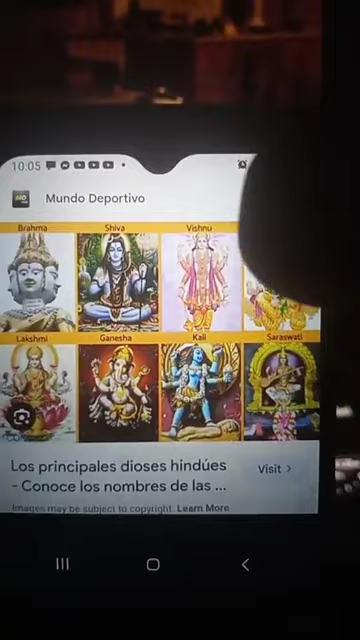 10:05
Mundo Deportivo
Brahma Shiva Vishnu
Lakshmi Ganesha Kali Saraswati
Los principales dioses hindúes
- Conoce los nombres de las ...
Visit >
Images may be subject to copyright. Learn More